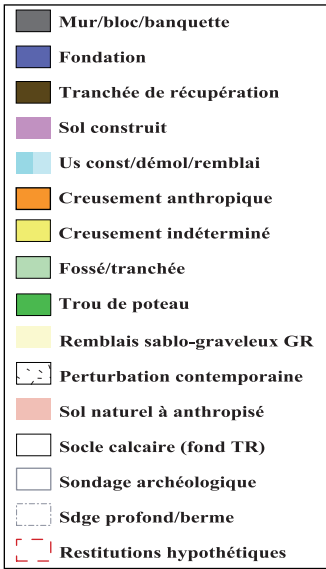 Mur/bloc/banquette
Fondation
Tranchée de récupération
Sol construit
Us const/démol/remblai
Creusement anthropique
Creusement indéterminé
Fossé/tranchée
Trou de poteau
Remblais sablo-graveleux GR
Perturbation contemporaine
Sol naturel à anthropisé
Socle calcaire (fond TR)
Sondage archéologique
Sdge profond/berme
Restitutions hypothétiques